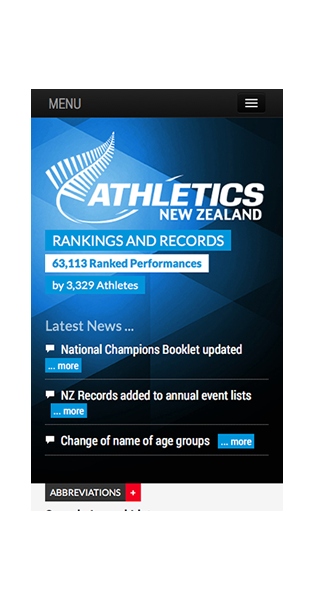 MENU
ATHLETICS
NEW ZEALAND
RANKINGS AND RECORDS
63,113 Ranked Performances
by 3,329 Athletes
Latest News ...
National Champions Booklet updated
... more
NZ Records added to annual event lists
... more
Change of name of age groups ... more
ABBREVIATIONS +